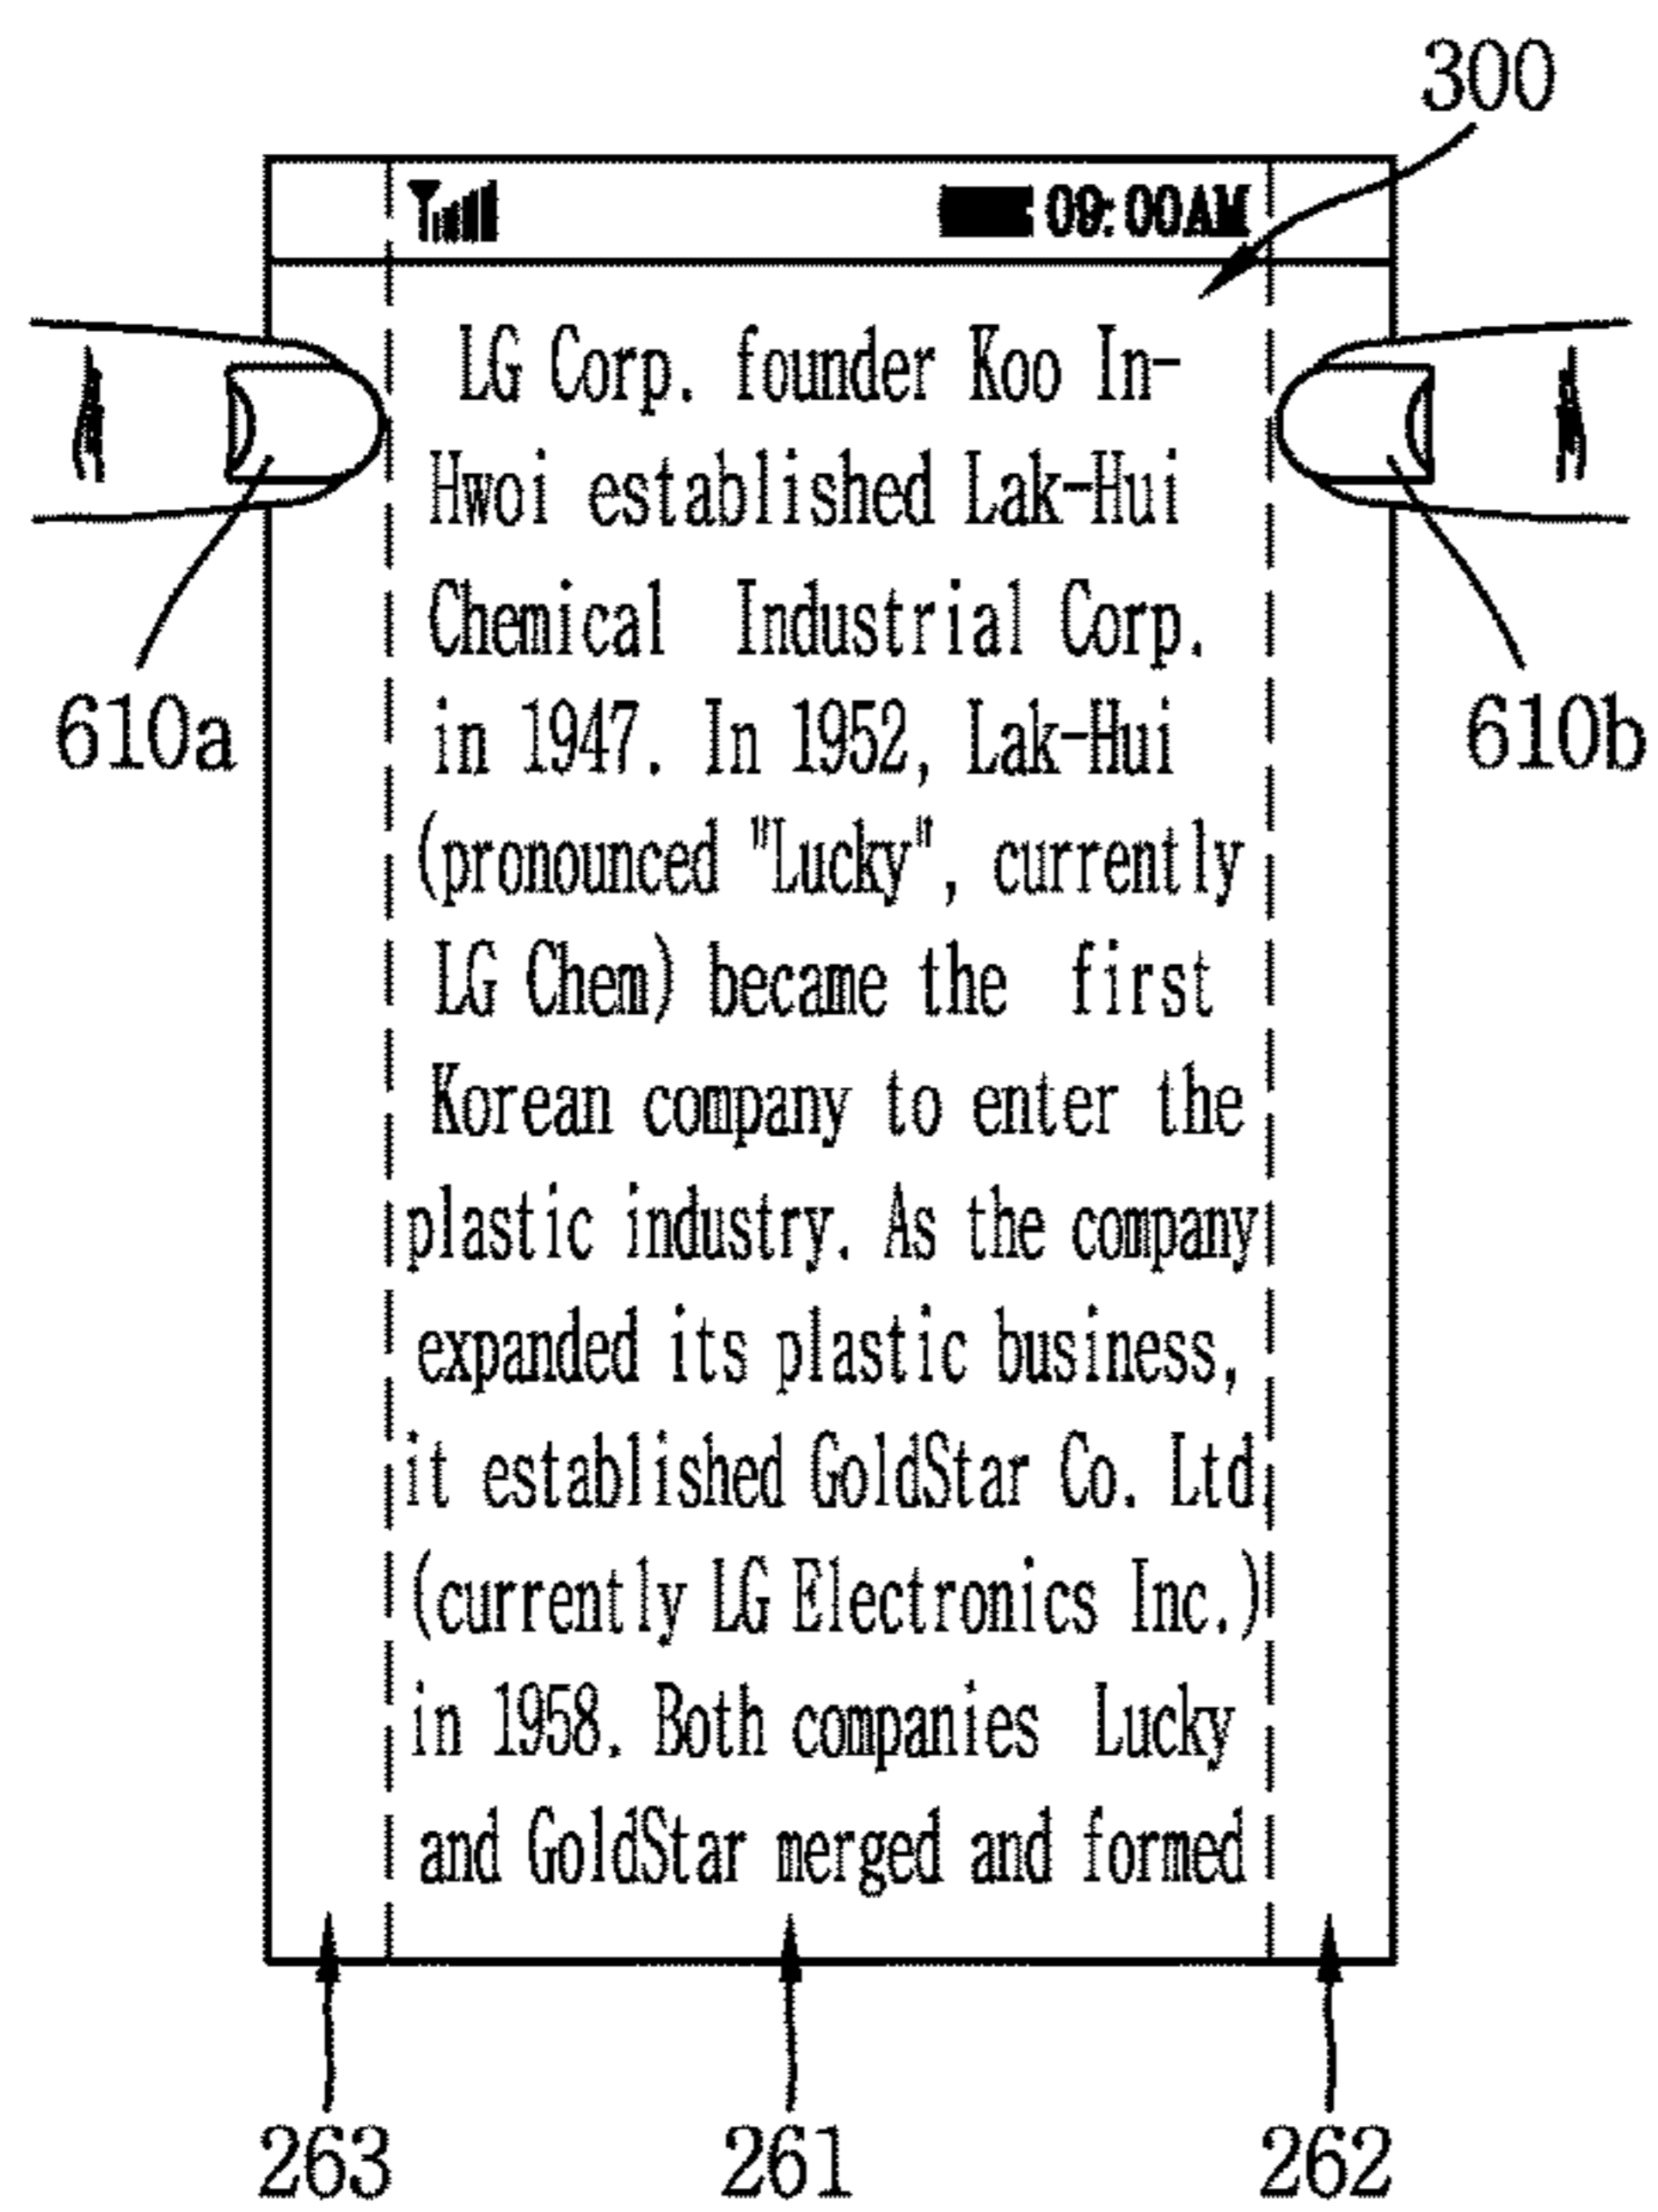 300
09:00AM
LG Corp. founder Koo In-
Hwoi established Lak-Hui
Chemical Industrial Corp.
in 1947. In 1952, Lak-Hui
(pronounced "Lucky", currently
LG Chem) became the first
Korean company to enter the
plastic industry. As the company
expanded its plastic business,
it established GoldStar Co. Ltd
(currently LG Electronics Inc.)
in 1958. Both companies Lucky
and GoldStar merged and formed
610a
610b
263
261
262